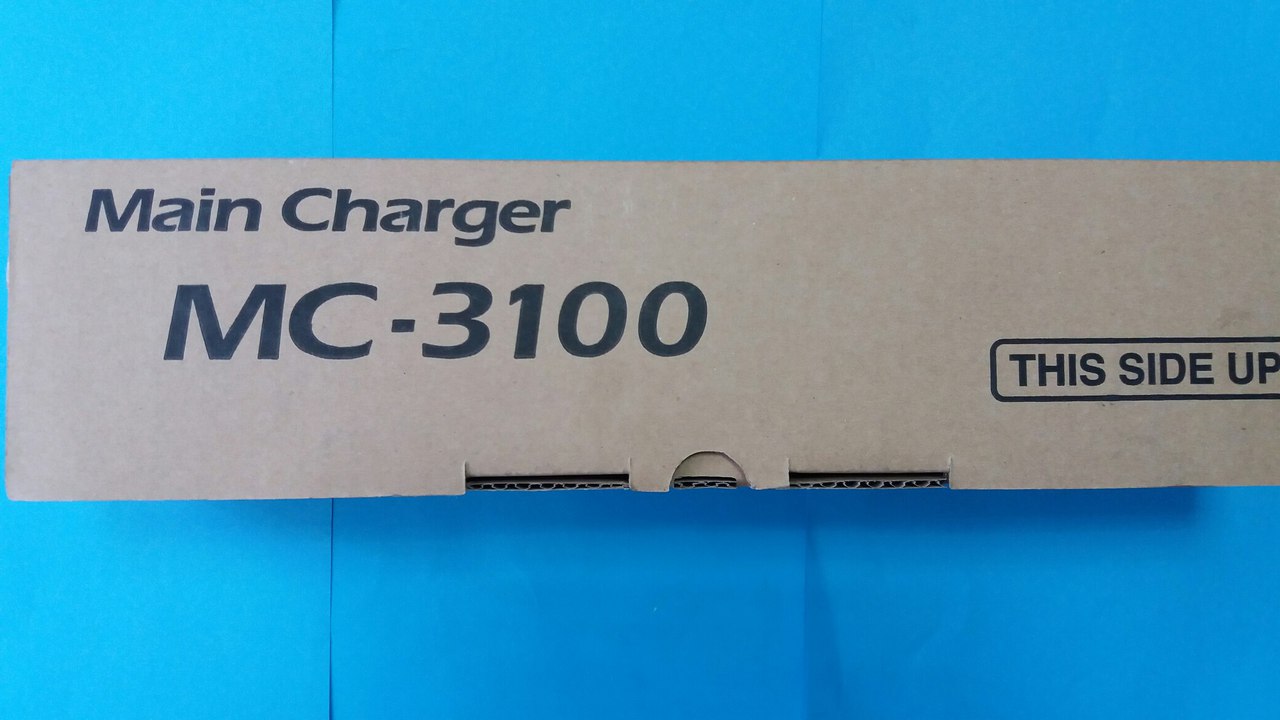 Main Charger
MC-3100
THIS SIDE UP